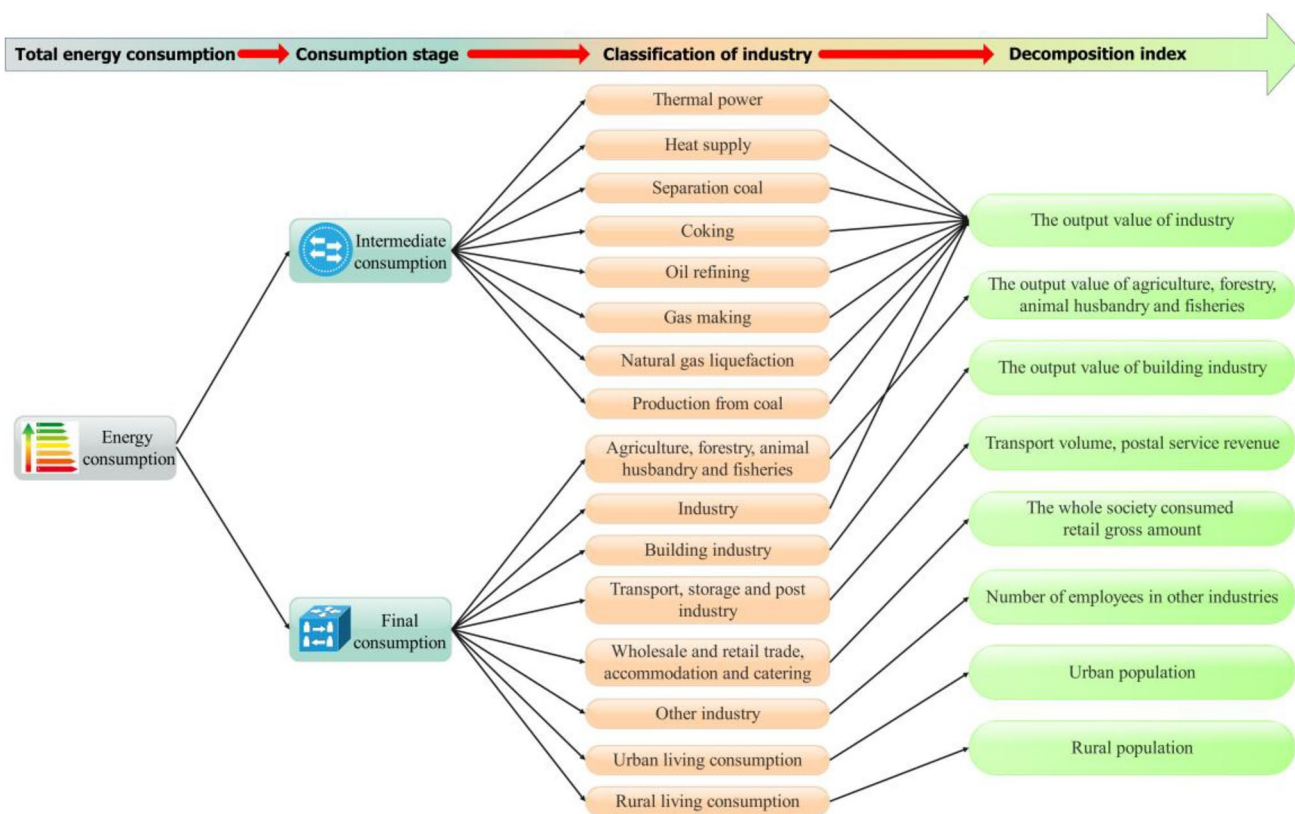 Total energy consumption
Consumption stage
Classification of industry
Decomposition index
Energy
consumption
Intermediate
consumption
Final
consumption
Thermal power
Heat supply
Separation coal
Coking
Oil refining
Gas making
Natural gas liquefaction
Production from coal
Agriculture, forestry, animal
husbandry and fisheries
Industry
Building industry
Transport, storage and post
industry
Wholesale and retail trade,
accommodation and catering
Other industry
Urban living consumption
Rural living consumption
The output value of industry
The output value of agriculture, forestry,
animal husbandry and fisheries
The output value of building industry
Transport volume, postal service revenue
The whole society consumed
retail gross amount
Number of employees in other industries
Urban population
Rural population